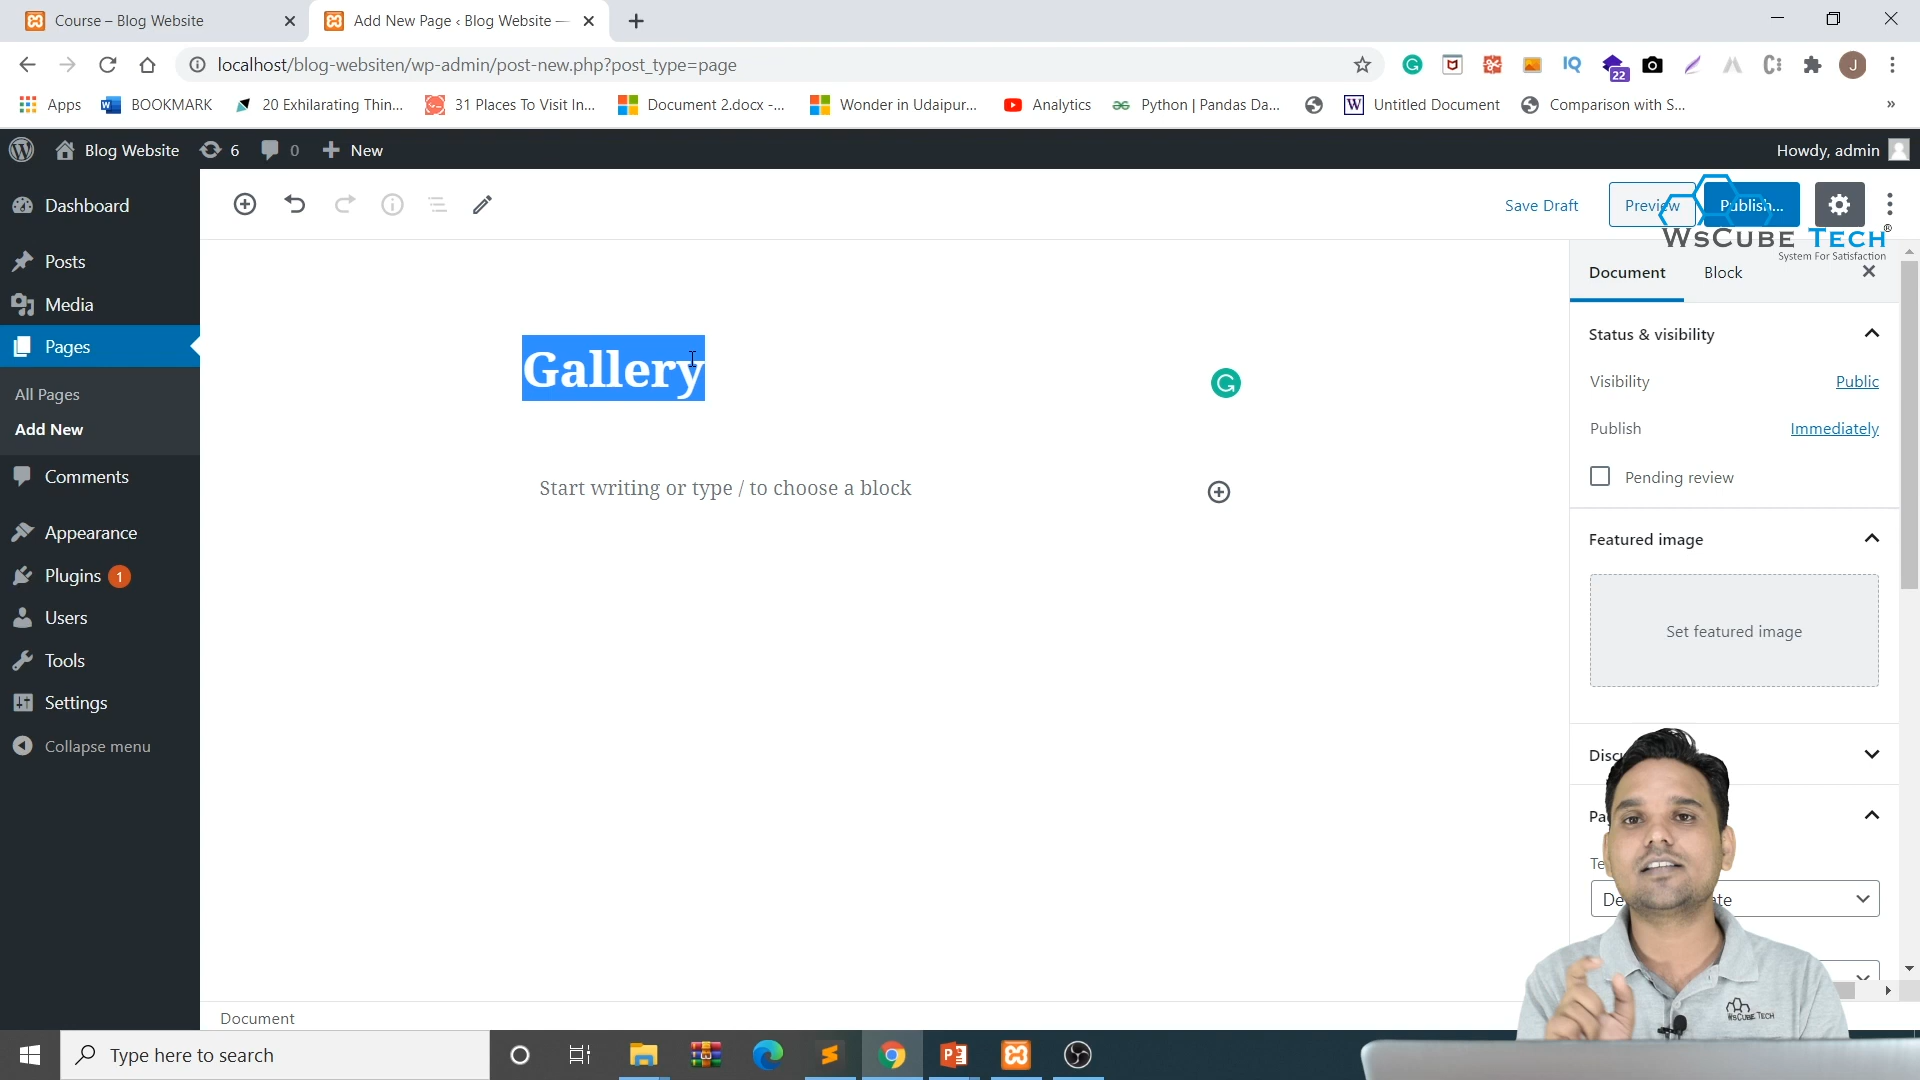 Course – Blog Website
Add New Page ‹ Blog Website —
localhost/blog-websiten/wp-admin/post-new.php?post_type=page
IQ
22
J
Apps
BOOKMARK
20 Exhilarating Thin...
31 Places To Visit In...
Document 2.docx -...
Wonder in Udaipur...
Analytics
Python | Pandas Da...
Untitled Document
Comparison with S...
»
Blog Website
6
0
New
Howdy, admin
Dashboard
Posts
Media
Pages
All Pages
Add New
Comments
Appearance
Plugins 1
Users
Tools
Settings
Collapse menu
Save Draft
Preview
Publish...
WsCube Tech®
System For Satisfaction
Gallery
Start writing or type / to choose a block
Document
Block
Status & visibility
Visibility
Public
Publish
Immediately
Pending review
Featured image
Set featured image
WsCube Tech
Document
Type here to search